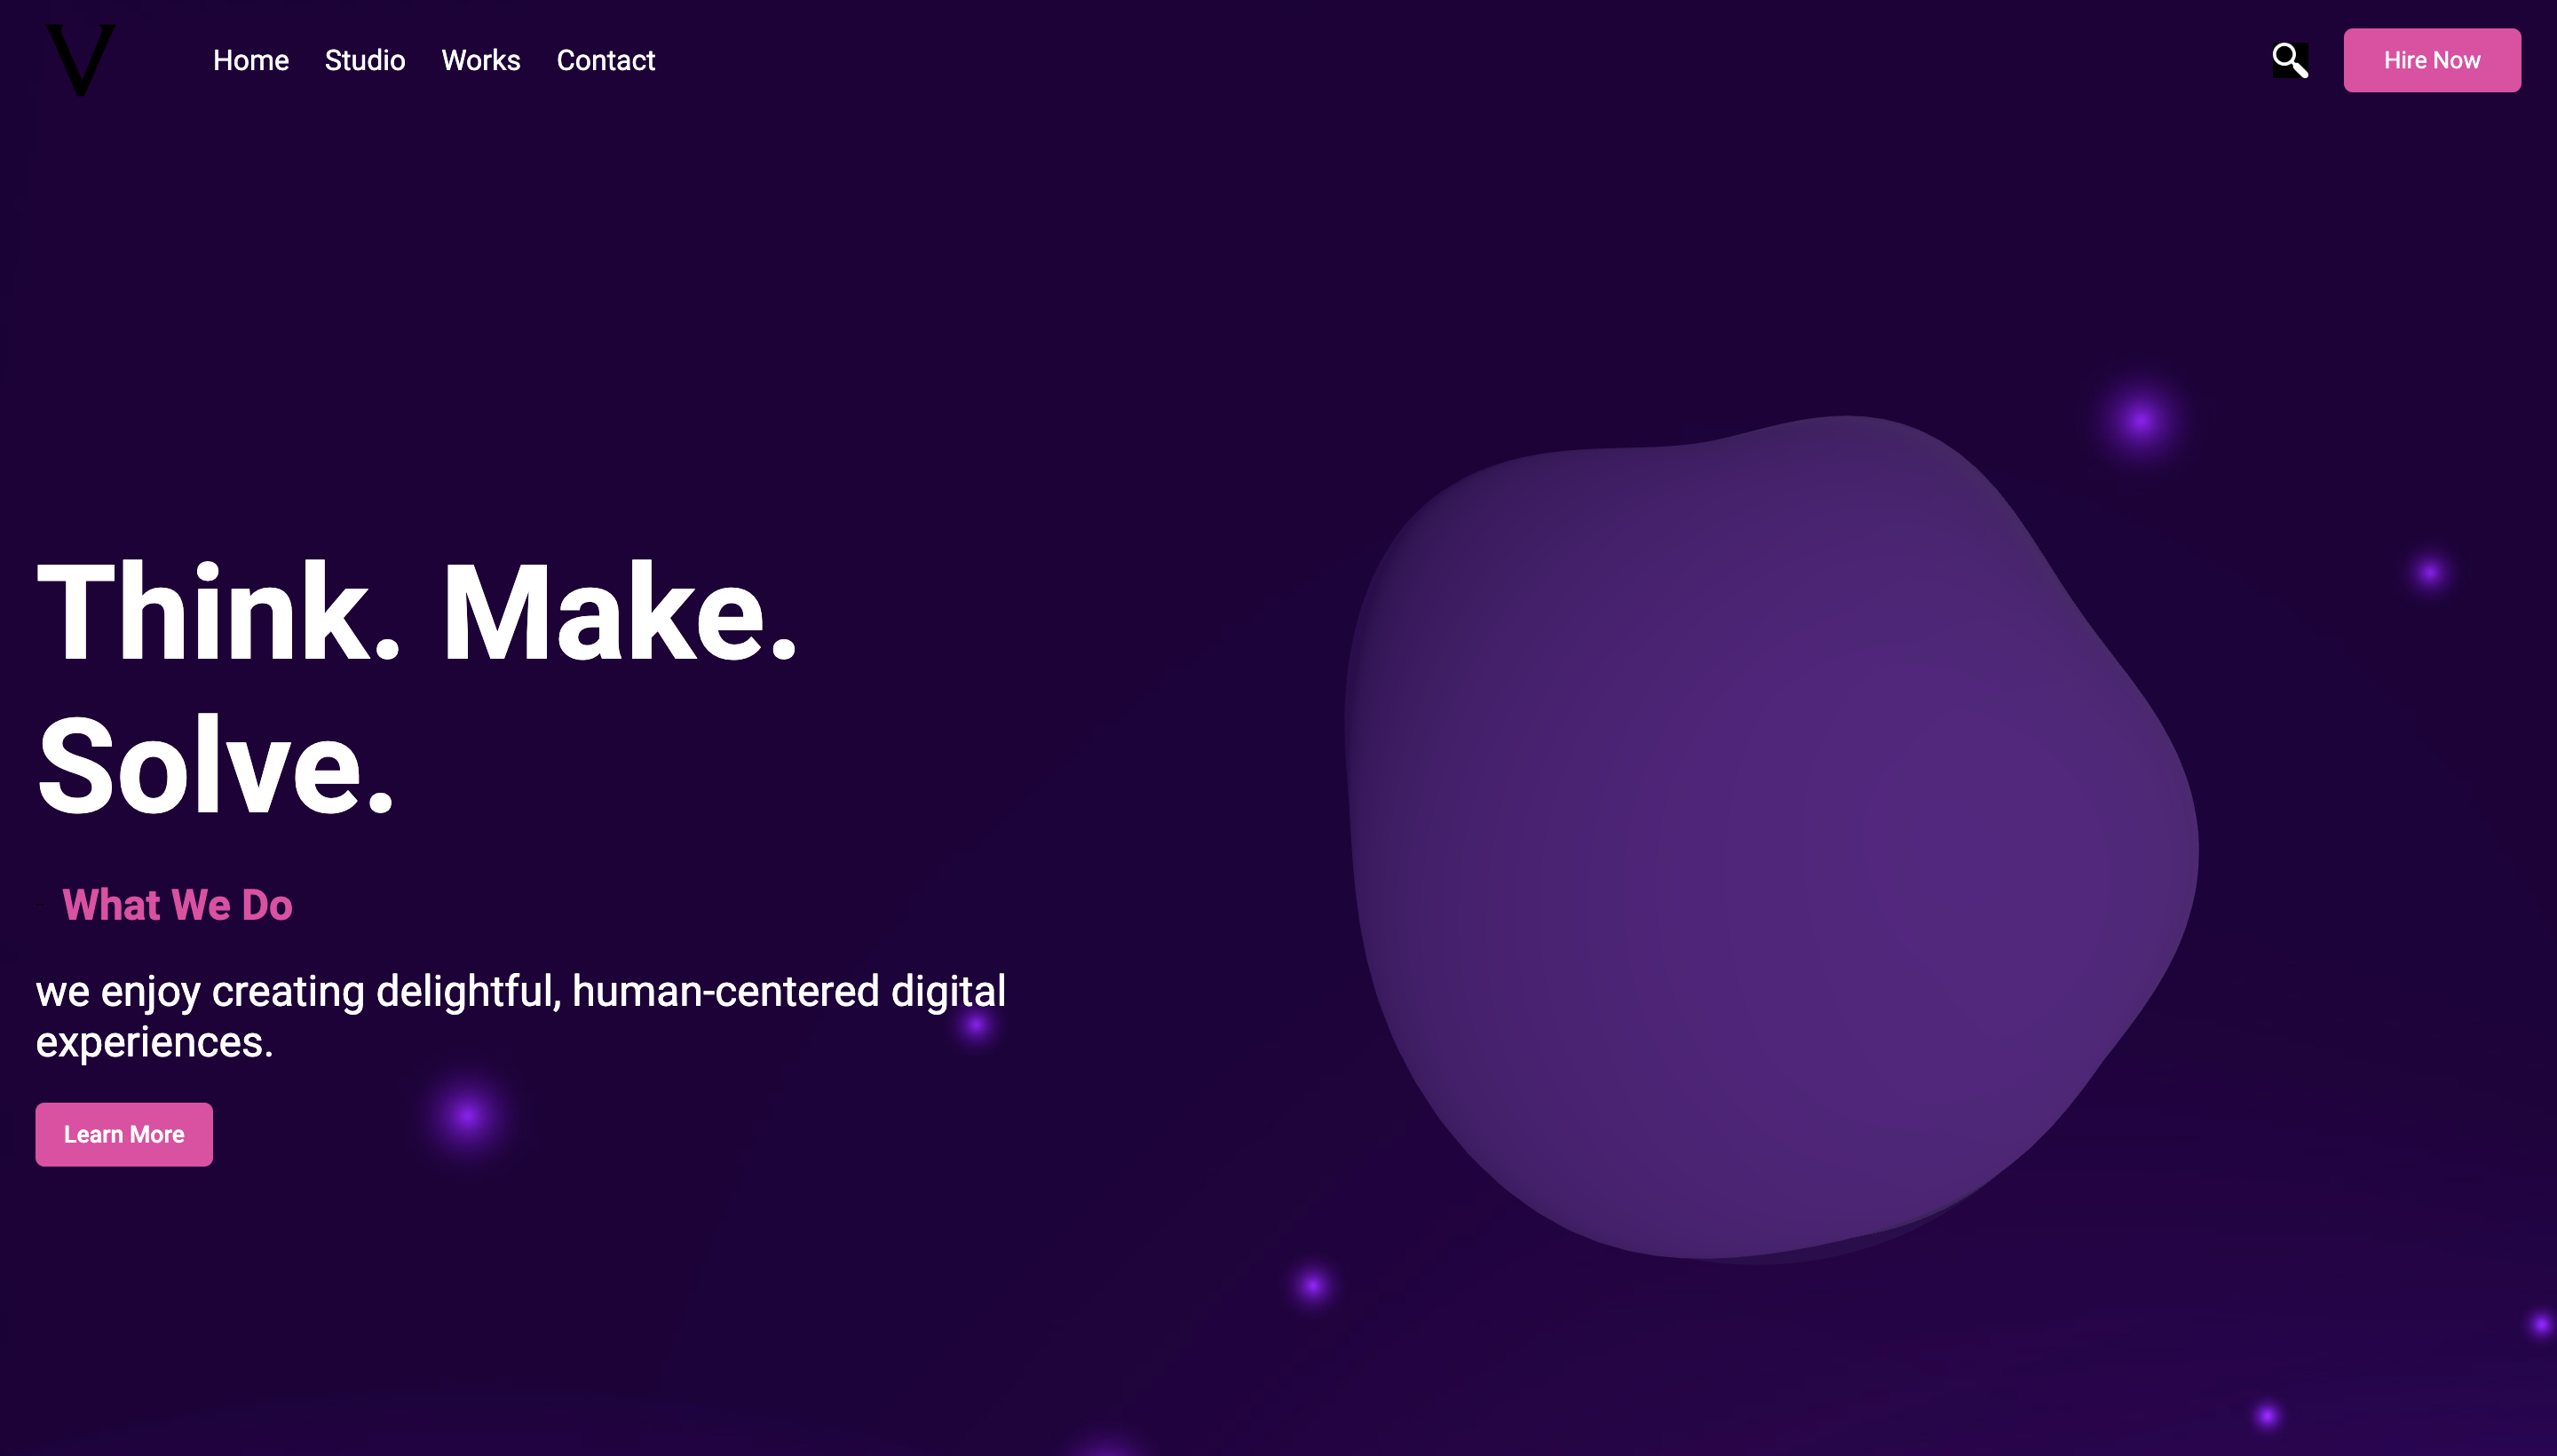 V
Home Studio Works Contact
Hire Now
Think. Make.
Solve.
- What We Do
we enjoy creating delightful, human-centered digital
experiences.
Learn More